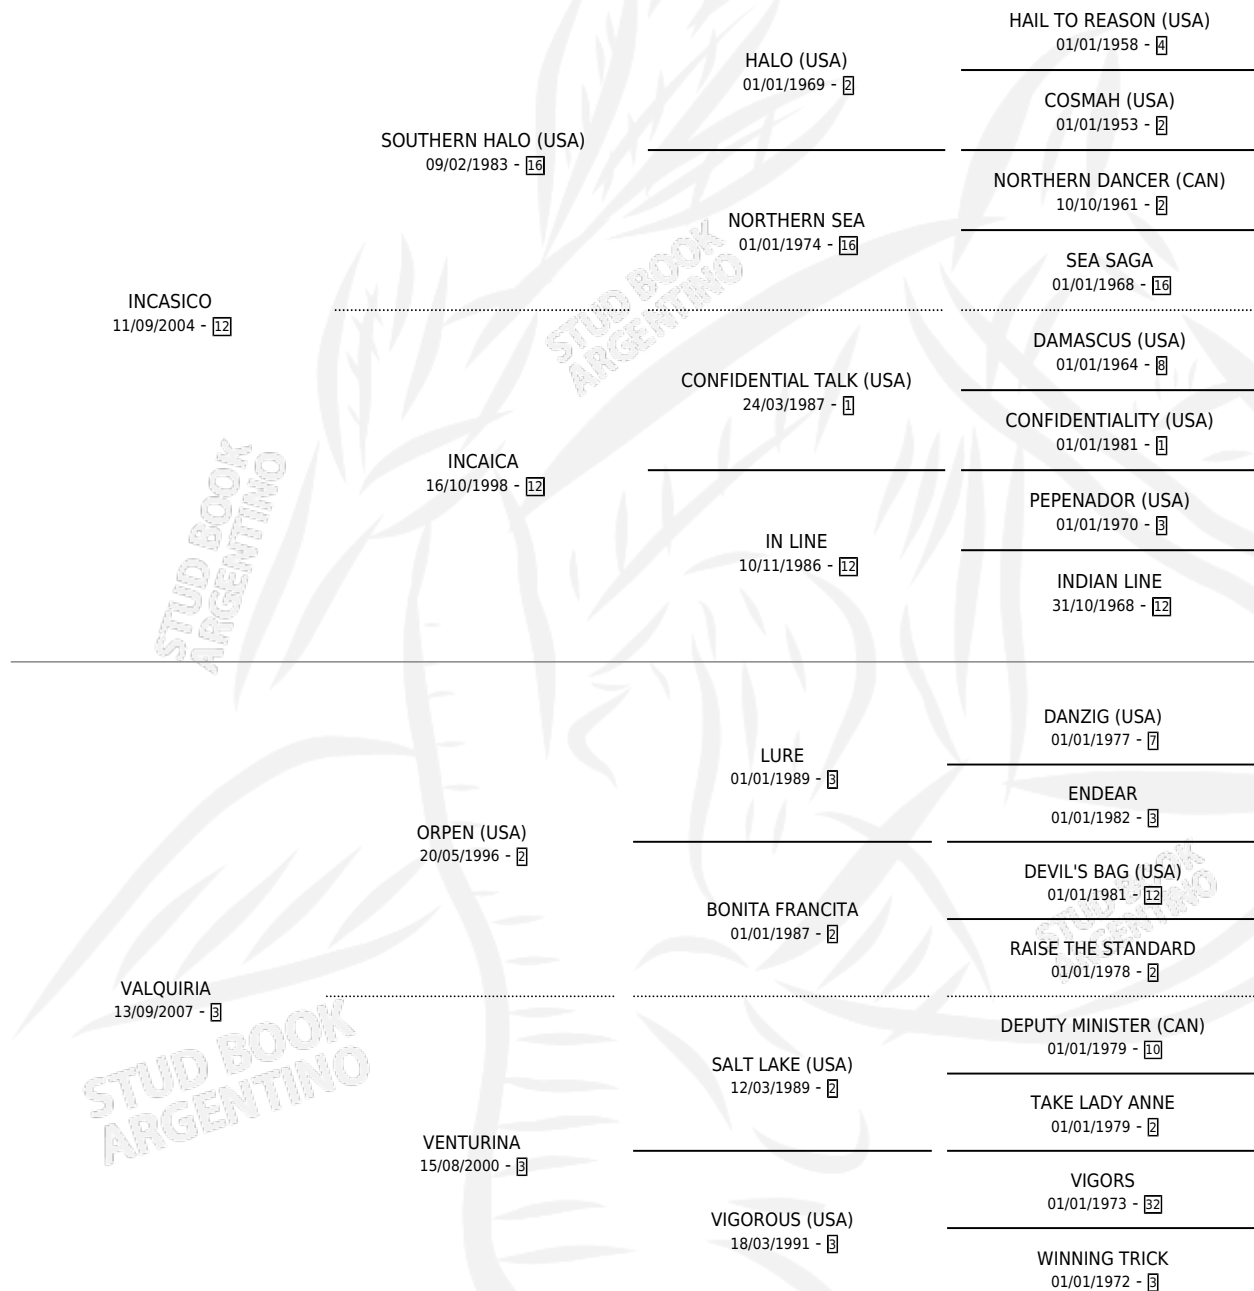 HAIL TO REASON (USA)
01/01/1958 - 4
HALO (USA)
01/01/1969 - 2
COSMAH (USA)
01/01/1953 - 2
SOUTHERN HALO (USA)
09/02/1983 - 16
NORTHERN DANCER (CAN)
10/10/1961 - 2
NORTHERN SEA
01/01/1974 - 16
SEA SAGA
01/01/1968 - 16
INCASICO
11/09/2004 - 12
DAMASCUS (USA)
01/01/1964 - 8
CONFIDENTIAL TALK (USA)
24/03/1987 - 1
CONFIDENTIALITY (USA)
01/01/1981 - 1
INCAICA
16/10/1998 - 12
PEPENADOR (USA)
01/01/1970 - 3
IN LINE
10/11/1986 - 12
INDIAN LINE
31/10/1968 - 12
DANZIG (USA)
01/01/1977 - 7
LURE
01/01/1989 - 3
ENDEAR
01/01/1982 - 3
ORPEN (USA)
20/05/1996 - 2
DEVIL'S BAG (USA)
01/01/1981 - 12
BONITA FRANCITA
01/01/1987 - 2
RAISE THE STANDARD
01/01/1978 - 2
VALQUIRIA
13/09/2007 - 3
DEPUTY MINISTER (CAN)
01/01/1979 - 10
SALT LAKE (USA)
12/03/1989 - 2
TAKE LADY ANNE
01/01/1979 - 2
VENTURINA
15/08/2000 - 3
VIGORS
01/01/1973 - 32
VIGOROUS (USA)
18/03/1991 - 3
WINNING TRICK
01/01/1972 - 3
STUD BOOK
ARGENTINO
STUD BOOK
ARGENTINO
STUD BOOK
ARGENTINO
STUD BOOK
ARGENTINO